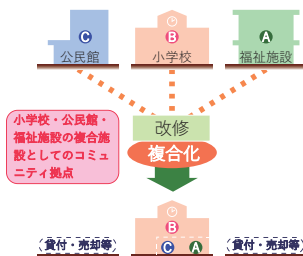 C
B
A
公民館
小学校
福祉施設
小学校・公民館・
福祉施設の複合施
設としてのコミュ
ニティ拠点
改修
複合化
B
C
A
貸付・売却等
貸付・売却等